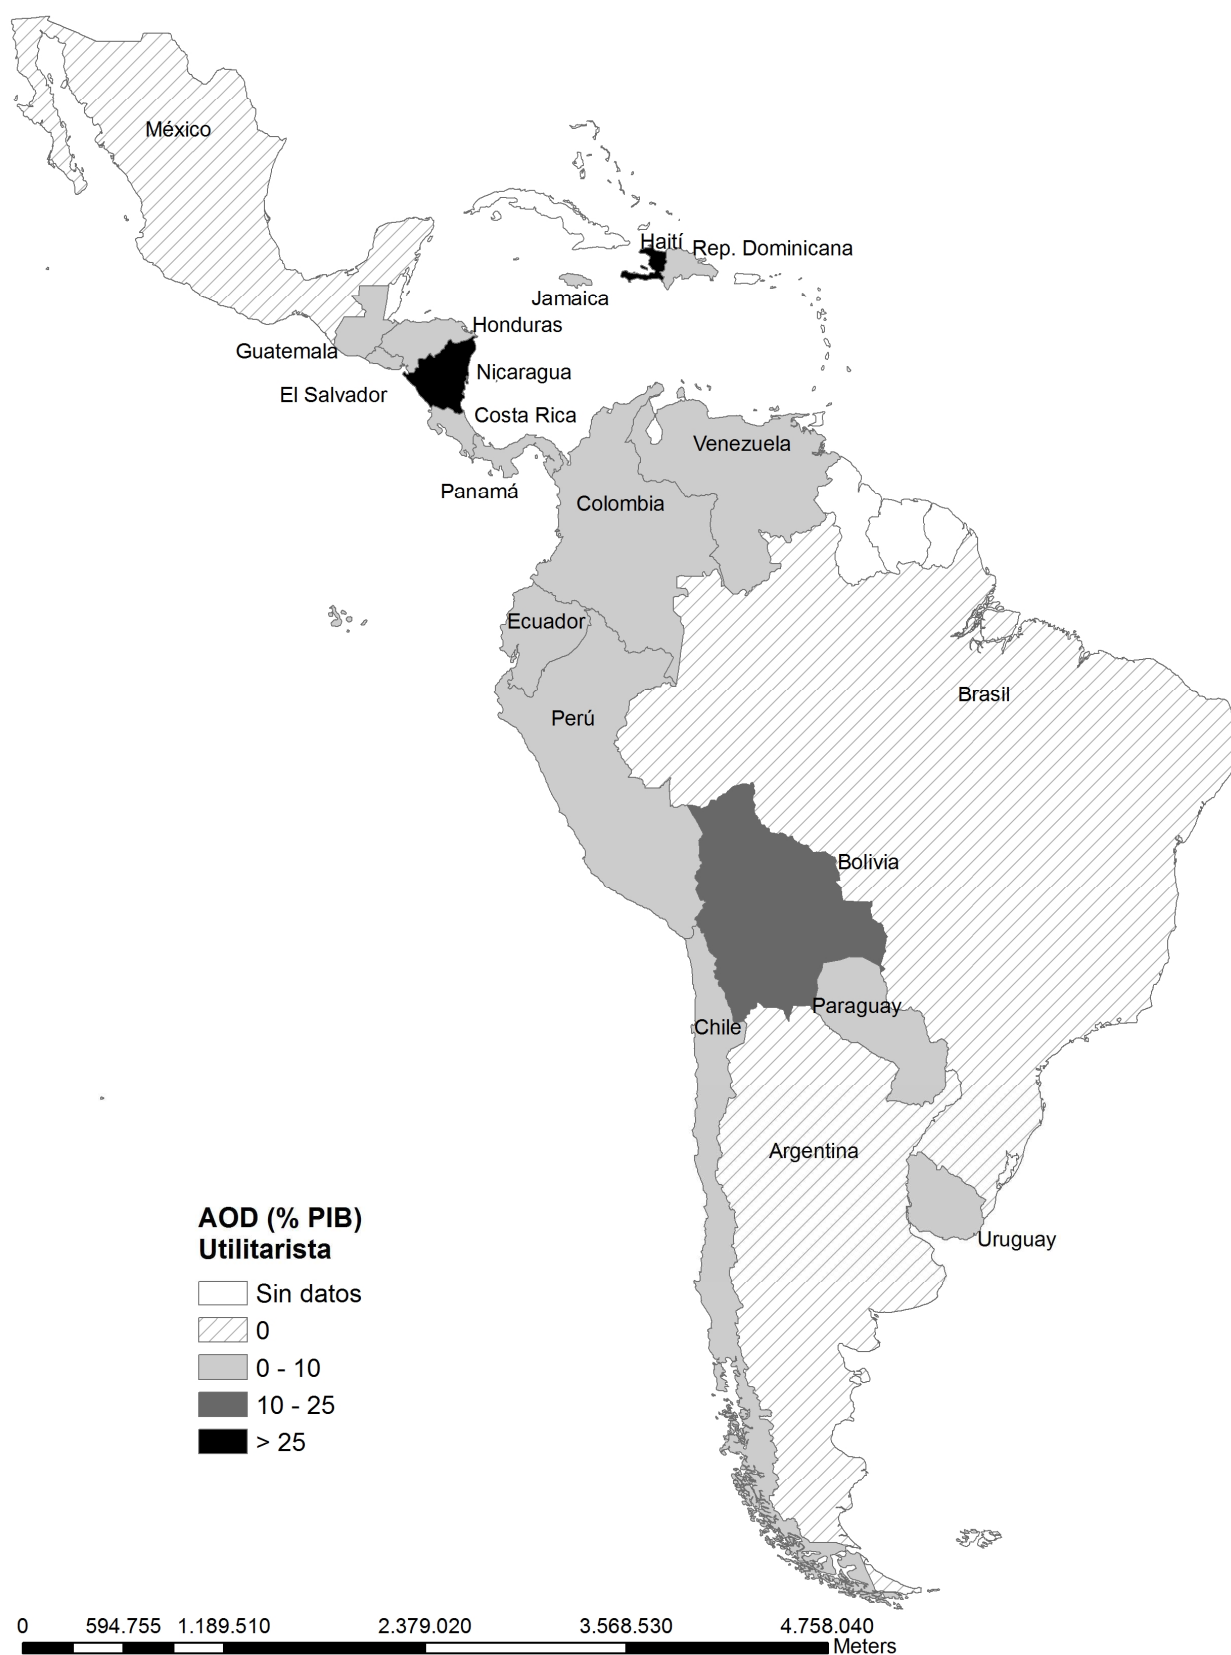 México
Haití
Rep. Dominicana
Jamaica
Honduras
Guatemala
Nicaragua
El Salvador
Costa Rica
Venezuela
Panamá
Colombia
Ecuador
Brasil
Perú
Bolivia
Paraguay
Chile
Argentina
Uruguay
AOD (% PIB)
Utilitarista
Sin datos
0
0 - 10
10 - 25
> 25
0 594.755 1.189.510 2.379.020 3.568.530 4.758.040
Meters